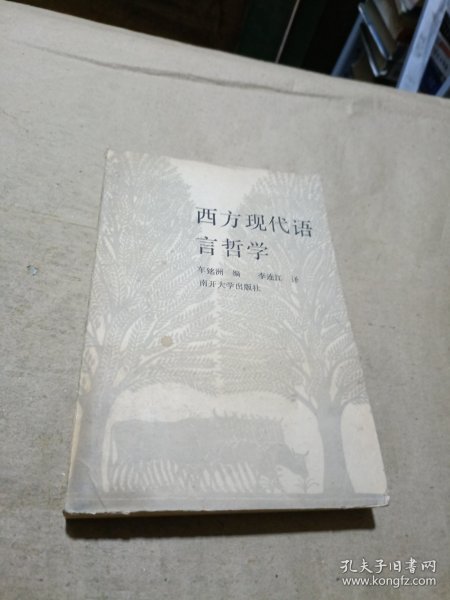 西方现代语
言哲学
车铭洲 编 李连江 译
南开大学出版社
孔夫子旧书网
www.kongfz.com